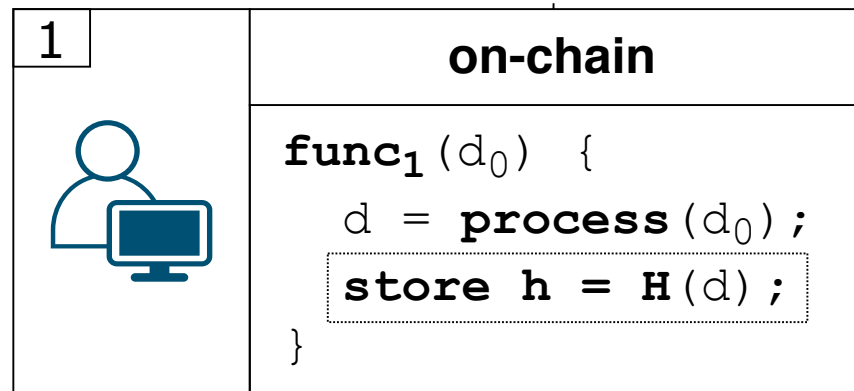 1
on-chain
func₁(d₀) {
d = process(d₀);
store h = H(d);
}